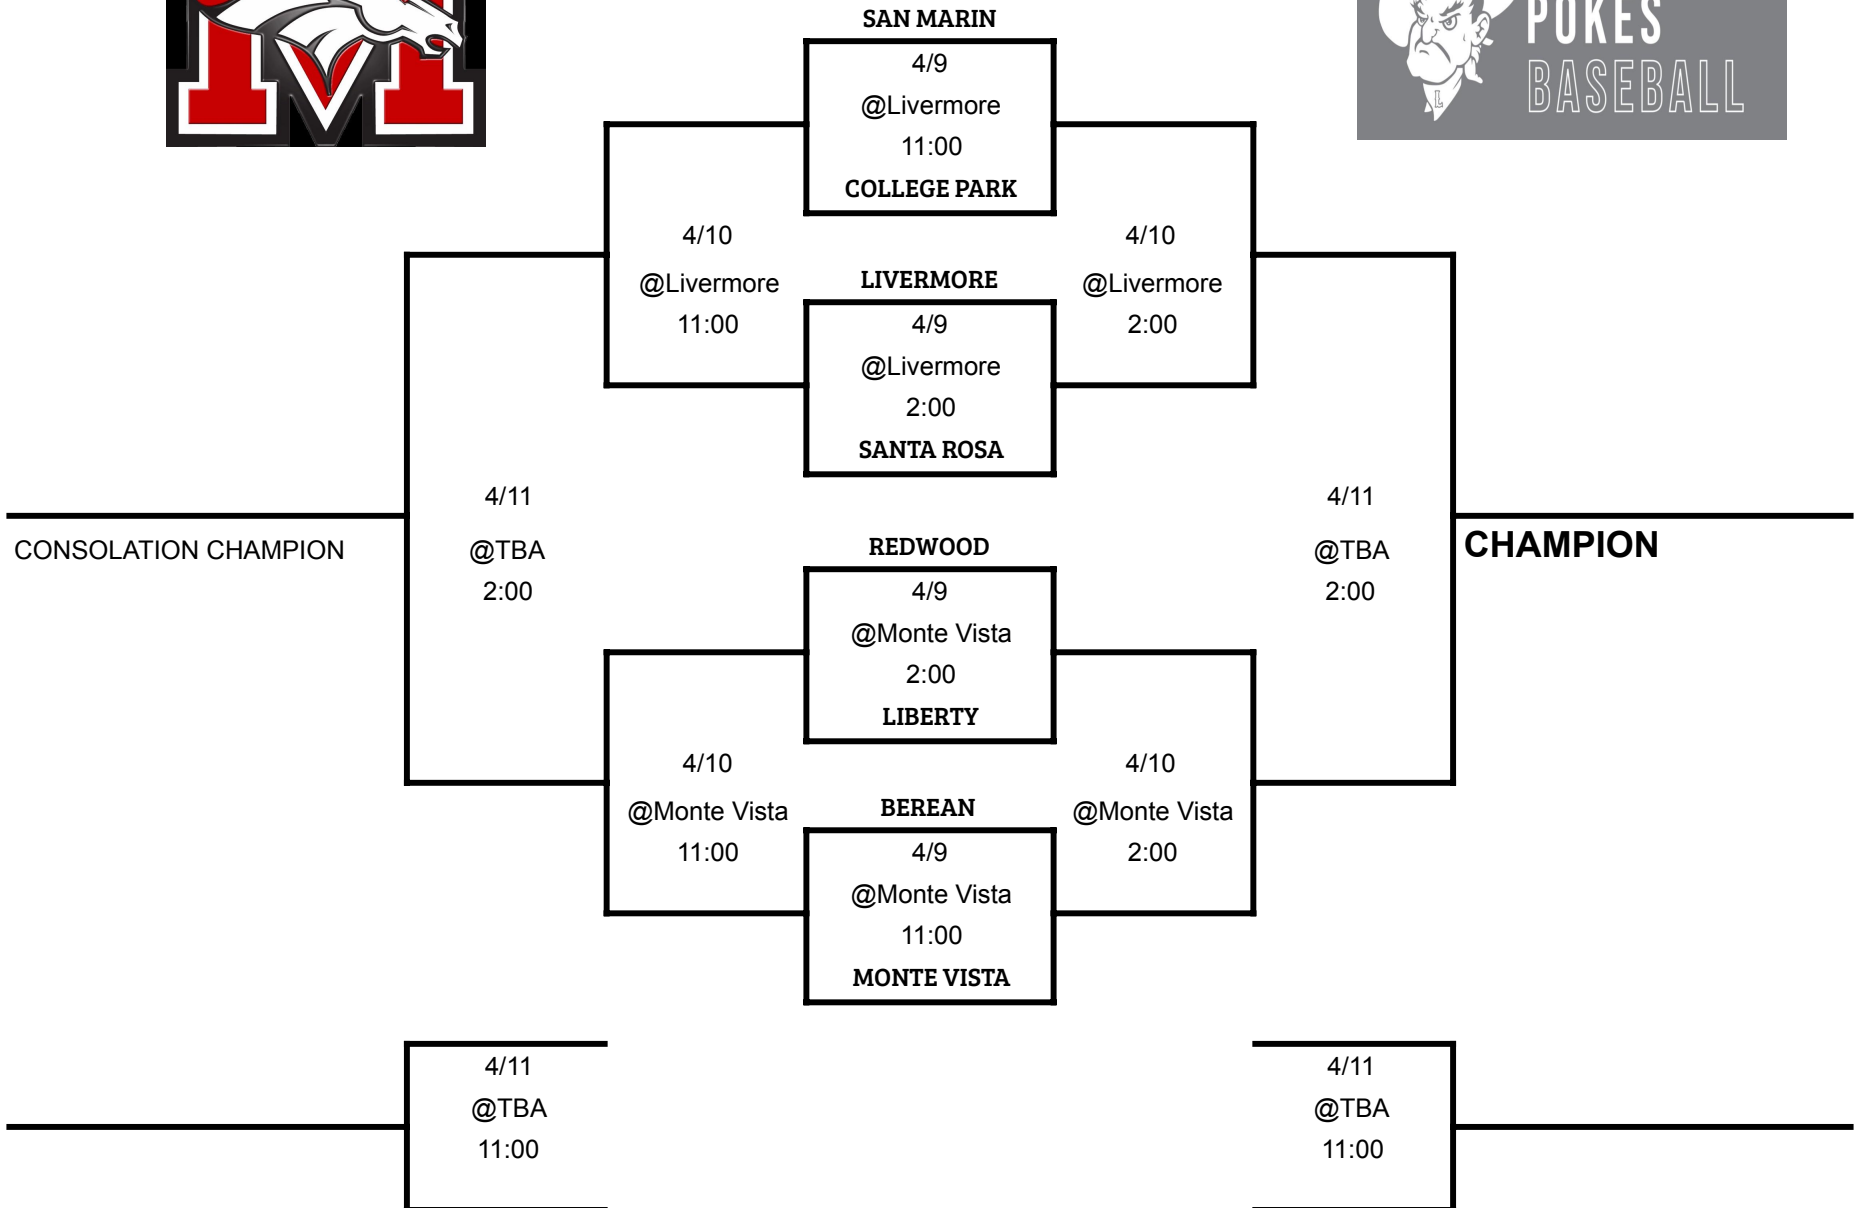 POKES
BASEBALL
SAN MARIN
4/9
@Livermore
11:00
COLLEGE PARK
4/10
@Livermore
11:00
4/10
@Livermore
2:00
LIVERMORE
4/9
@Livermore
2:00
SANTA ROSA
4/11
@TBA
2:00
4/11
@TBA
2:00
CONSOLATION CHAMPION
CHAMPION
REDWOOD
4/9
@Monte Vista
2:00
LIBERTY
4/10
@Monte Vista
11:00
4/10
@Monte Vista
2:00
BEREAN
4/9
@Monte Vista
11:00
MONTE VISTA
4/11
@TBA
11:00
4/11
@TBA
11:00
M
L